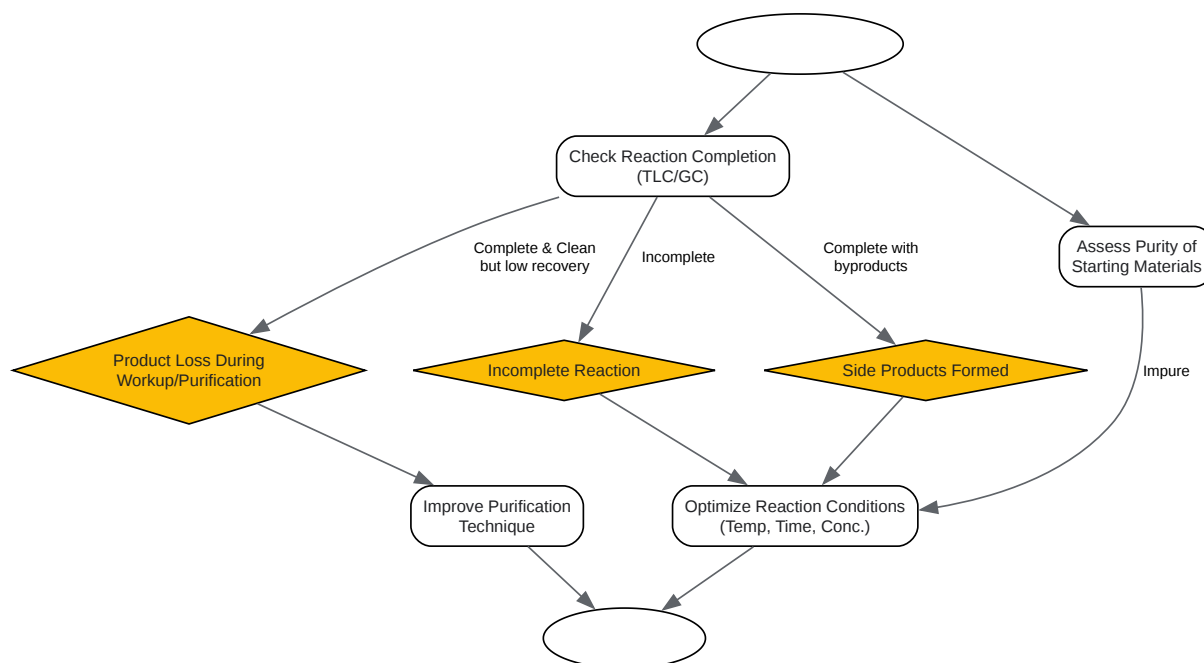 Check Reaction Completion
(TLC/GC)
Assess Purity of
Starting Materials
Complete & Clean
but low recovery
Incomplete
Complete with
byproducts
Product Loss During
Workup/Purification
Incomplete Reaction
Side Products Formed
Impure
Improve Purification
Technique
Optimize Reaction Conditions
(Temp, Time, Conc.)